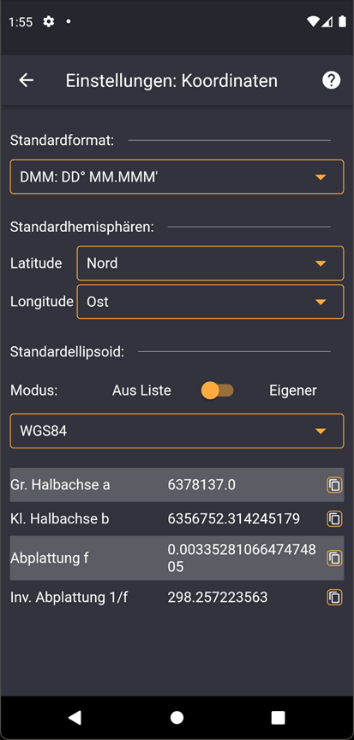 1:55
Einstellungen: Koordinaten
?
Standardformat:
DMM: DD° MM.MMM'
Standardhemisphären:
Latitude Nord
Longitude Ost
Standardellipsoid:
Modus: Aus Liste Eigener
WGS84
Gr. Halbachse a 6378137.0
Kl. Halbachse b 6356752.314245179
Abplattung f 0.00335281066474748
05
Inv. Abplattung 1/f 298.257223563